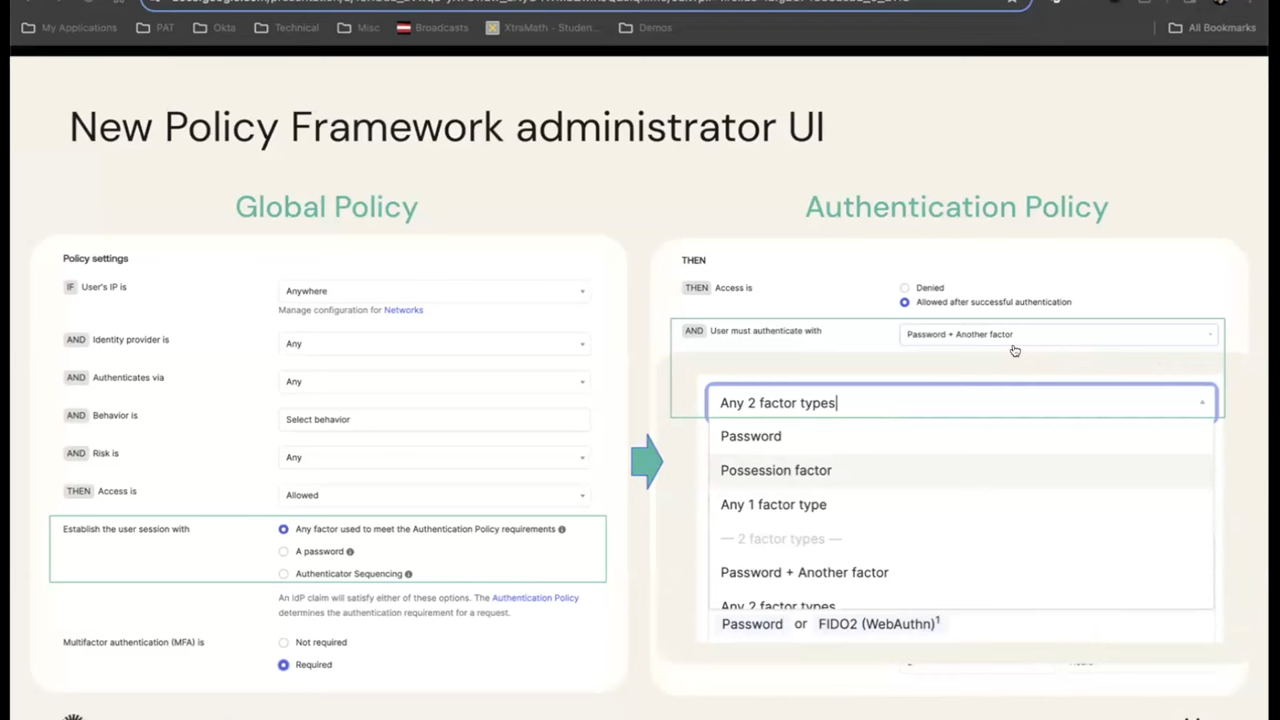 My Applications
PAT
Okta
Technical
Misc
Broadcasts
XtraMath - Studen...
Demos
All Bookmarks
New Policy Framework administrator UI
Global Policy
Policy settings
IF User's IP is
Anywhere
Manage configuration for Networks
AND Identity provider is
Any
AND Authenticates via
Any
AND Behavior is
Select behavior
AND Risk is
Any
THEN Access is
Allowed
Establish the user session with
Any factor used to meet the Authentication Policy requirements
A password
Authenticator Sequencing
An IdP claim will satisfy either of these options. The Authentication Policy
determines the authentication requirement for a request.
Multifactor authentication (MFA) is
Not required
Required
Authentication Policy
THEN
THEN Access is
Denied
Allowed after successful authentication
AND User must authenticate with
Password + Another factor
Any 2 factor types
Password
Possession factor
Any 1 factor type
— 2 factor types —
Password + Another factor
Any 2 factor types
Password or FIDO2 (WebAuthn)1